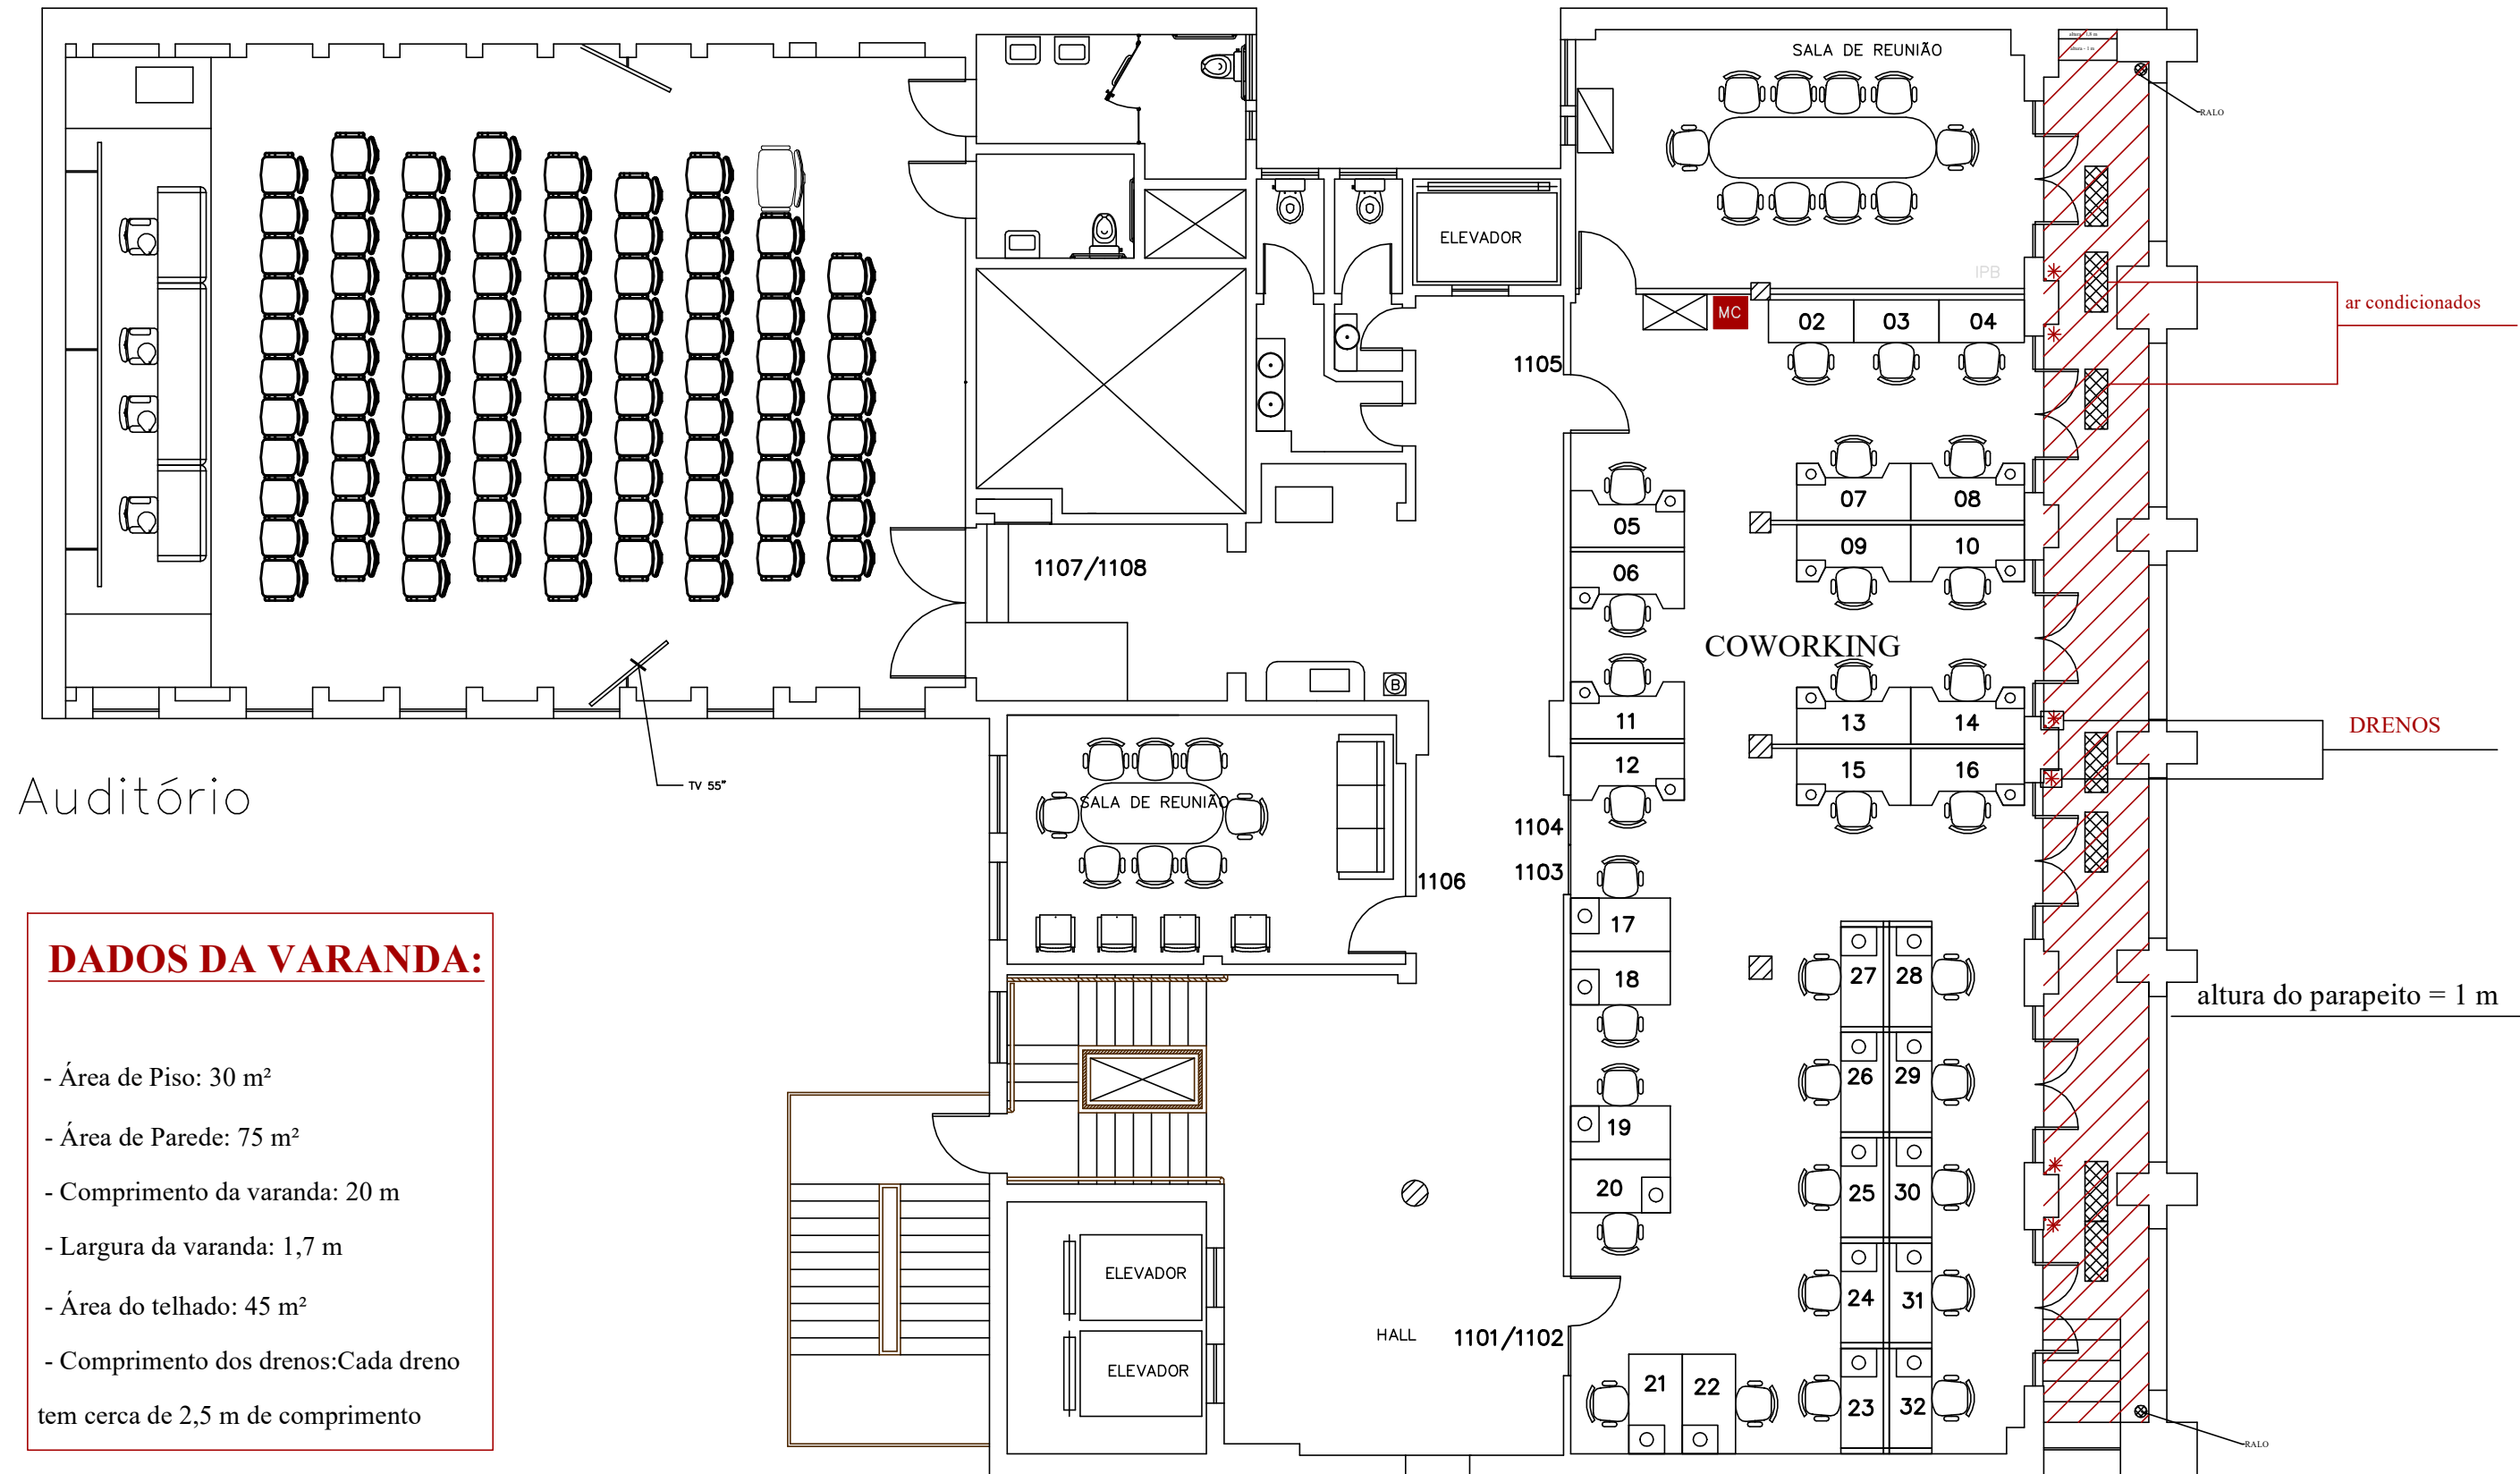 SALA DE REUNIÃO
altura - 1 m
RALO
ELEVADOR
IPB
MC
02
03
04
ar condicionados
1105
07
08
05
09
10
06
1107/1108
COWORKING
11
13
14
12
15
16
B
DRENOS
TV 55"
Auditório
SALA DE REUNIÃO
1104
1103
1106
17
18
27
28
altura do parapeito = 1 m
26
29
19
20
25
30
24
31
ELEVADOR
ELEVADOR
HALL
1101/1102
21
22
23
32
RALO
DADOS DA VARANDA:
- Área de Piso: 30 m²
- Área de Parede: 75 m²
- Comprimento da varanda: 20 m
- Largura da varanda: 1,7 m
- Área do telhado: 45 m²
- Comprimento dos drenos:Cada dreno
tem cerca de 2,5 m de comprimento